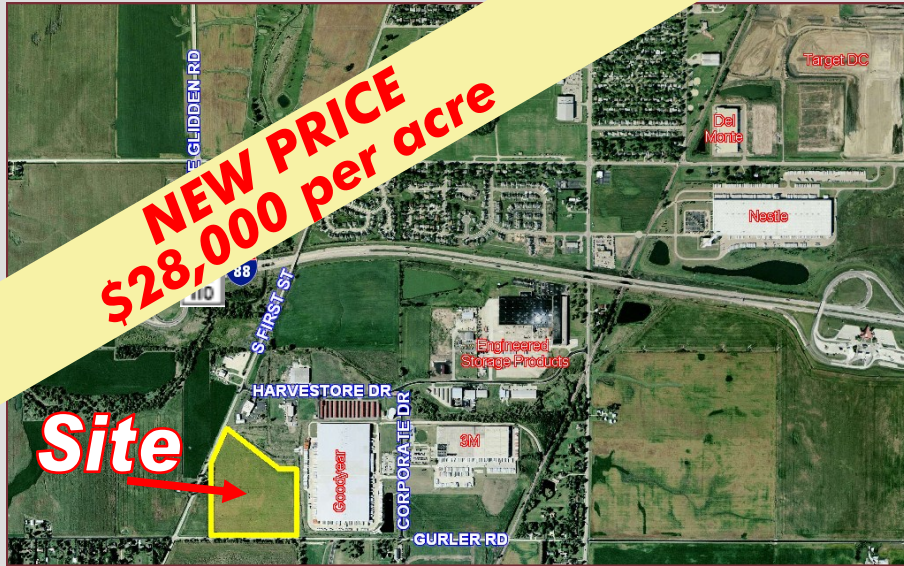 NEW PRICE
$28,000 per acre
E GLIDDEN RD
Target DC
Del
Monte
Nestle
88
S FIRST ST
Engineered
Storage Products
HARVESTORE DR
CORPORATE DR
Site
Goodyear
3M
GURLER RD